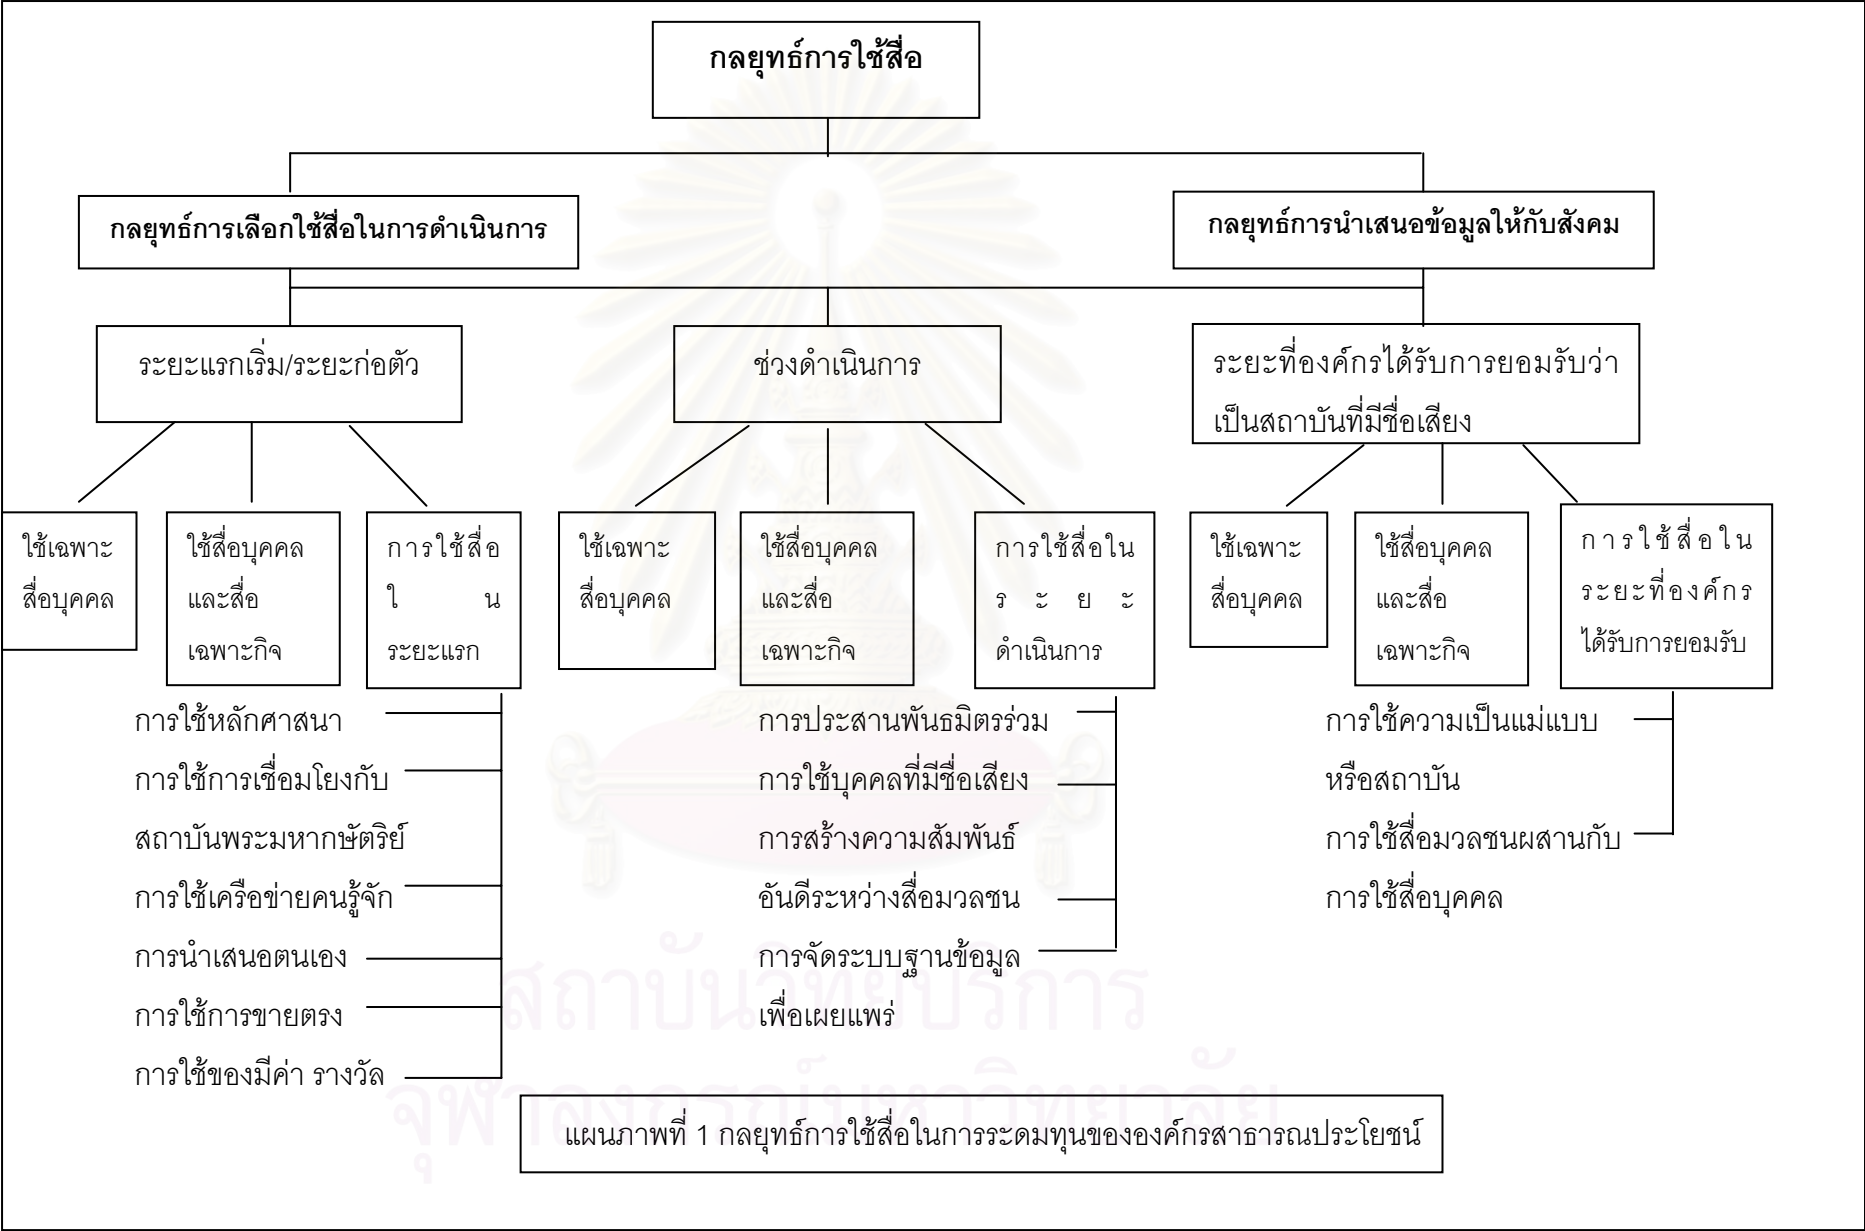 กลยุทธ์การใช้สื่อ
กลยุทธ์การเลือกใช้สื่อในการดำเนินการ
กลยุทธ์การนำเสนอข้อมูลให้กับสังคม
ระยะแรกเริ่ม/ระยะก่อตัว
ช่วงดำเนินการ
ระยะที่องค์กรได้รับการยอมรับว่า
เป็นสถาบันที่มีชื่อเสียง
ใช้เฉพาะ
สื่อบุคคล
ใช้สื่อบุคคล
และสื่อ
เฉพาะกิจ
การใช้สื่อ
ใน
ระยะแรก
ใช้เฉพาะ
สื่อบุคคล
ใช้สื่อบุคคล
และสื่อ
เฉพาะกิจ
การใช้สื่อใน
ระยะ
ดำเนินการ
ใช้เฉพาะ
สื่อบุคคล
ใช้สื่อบุคคล
และสื่อ
เฉพาะกิจ
การใช้สื่อใน
ระยะที่องค์กร
ได้รับการยอมรับ
การใช้หลักศาสนา
การใช้การเชื่อมโยงกับ
สถาบันพระมหากษัตริย์
การใช้เครือข่ายคนรู้จัก
การนำเสนอตนเอง
การใช้การขายตรง
การใช้ของมีค่า รางวัล
การประสานพันธมิตรร่วม
การใช้บุคคลที่มีชื่อเสียง
การสร้างความสัมพันธ์
อันดีระหว่างสื่อมวลชน
การจัดระบบฐานข้อมูล
เพื่อเผยแพร่
การใช้ความเป็นแม่แบบ
หรือสถาบัน
การใช้สื่อมวลชนผสานกับ
การใช้สื่อบุคคล
สถาบันวิทยบริการ
จุฬาลงกรณ์มหาวิทยาลัย
แผนภาพที่ 1 กลยุทธ์การใช้สื่อในการระดมทุนขององค์กรสาธารณประโยชน์